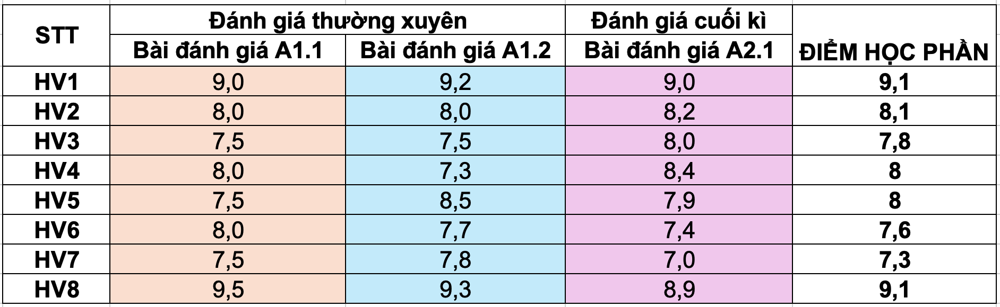 STT Đánh giá thường xuyên Đánh giá cuối kì ĐIỂM HỌC PHẦN
Bài đánh giá A1.1 Bài đánh giá A1.2 Bài đánh giá A2.1
HV1 9,0 9,2 9,0 9,1
HV2 8,0 8,0 8,2 8,1
HV3 7,5 7,5 8,0 7,8
HV4 8,0 7,3 8,4 8
HV5 7,5 8,5 7,9 8
HV6 8,0 7,7 7,4 7,6
HV7 7,5 7,8 7,0 7,3
HV8 9,5 9,3 8,9 9,1